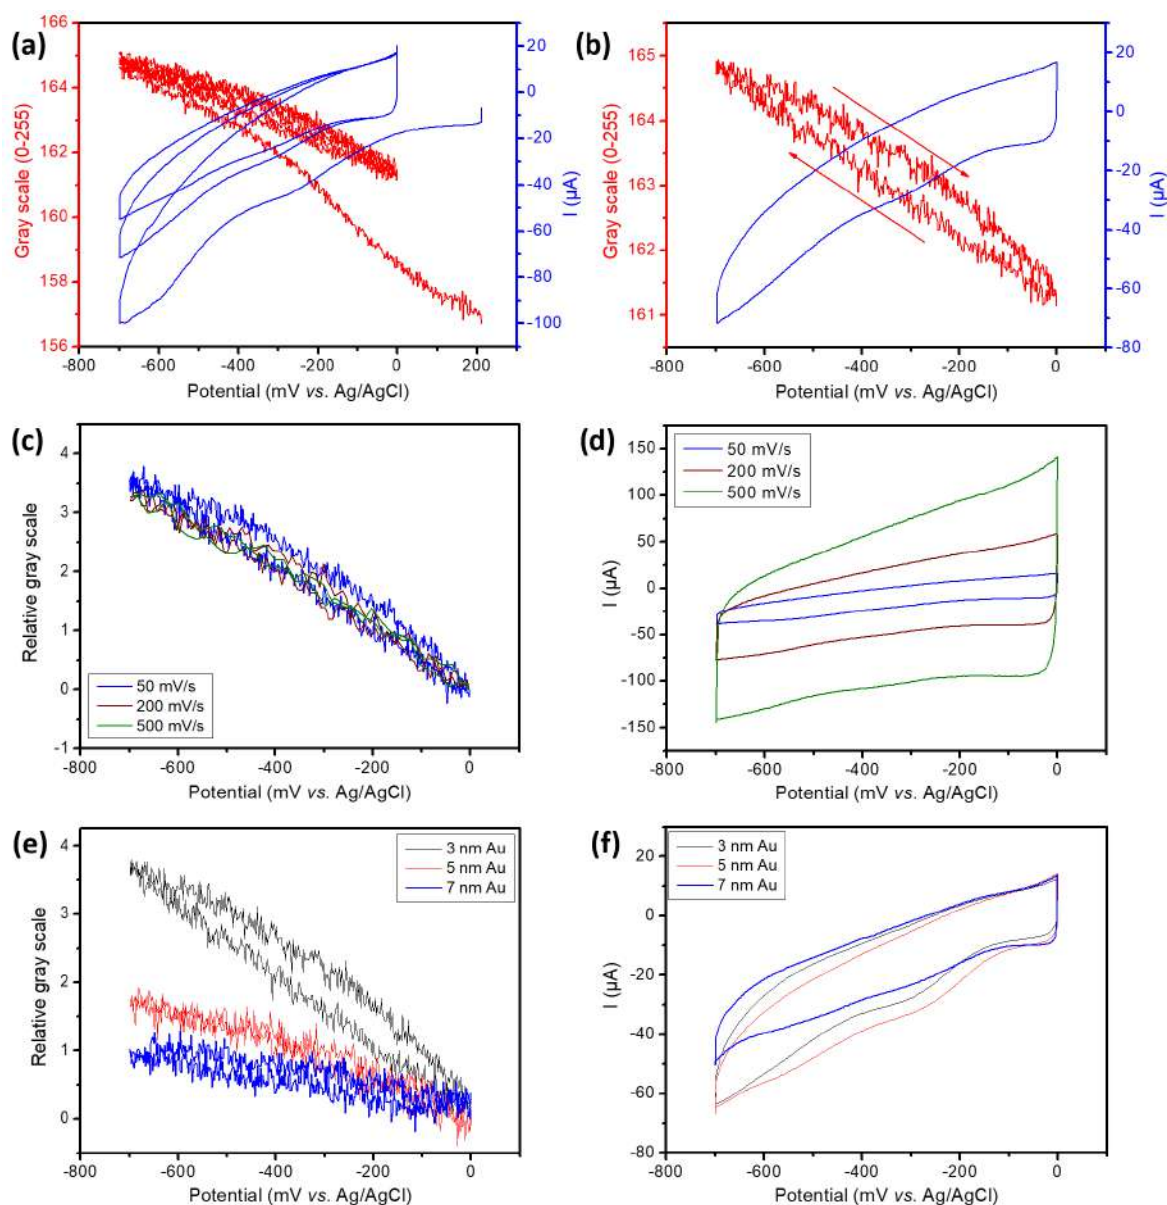 (a)
166
164
162
160
158
156
Gray scale (0-255)
20
0
-20
-40
-60
-80
-100
I (µA)
-800 -600 -400 -200 0 200
Potential (mV vs. Ag/AgCl)
(b)
165
164
163
162
161
Gray scale (0-255)
20
0
-20
-40
-60
-80
I (µA)
-800 -600 -400 -200 0
Potential (mV vs. Ag/AgCl)
(c)
4
3
2
1
0
-1
Relative gray scale
50 mV/s
200 mV/s
500 mV/s
-800 -600 -400 -200 0
Potential (mV vs. Ag/AgCl)
(d)
150
100
50
0
-50
-100
-150
I (µA)
50 mV/s
200 mV/s
500 mV/s
-800 -600 -400 -200 0
Potential (mV vs. Ag/AgCl)
(e)
4
3
2
1
0
Relative gray scale
3 nm Au
5 nm Au
7 nm Au
-800 -600 -400 -200 0
Potential (mV vs. Ag/AgCl)
(f)
20
0
-20
-40
-60
-80
I (µA)
3 nm Au
5 nm Au
7 nm Au
-800 -600 -400 -200 0
Potential (mV vs. Ag/AgCl)